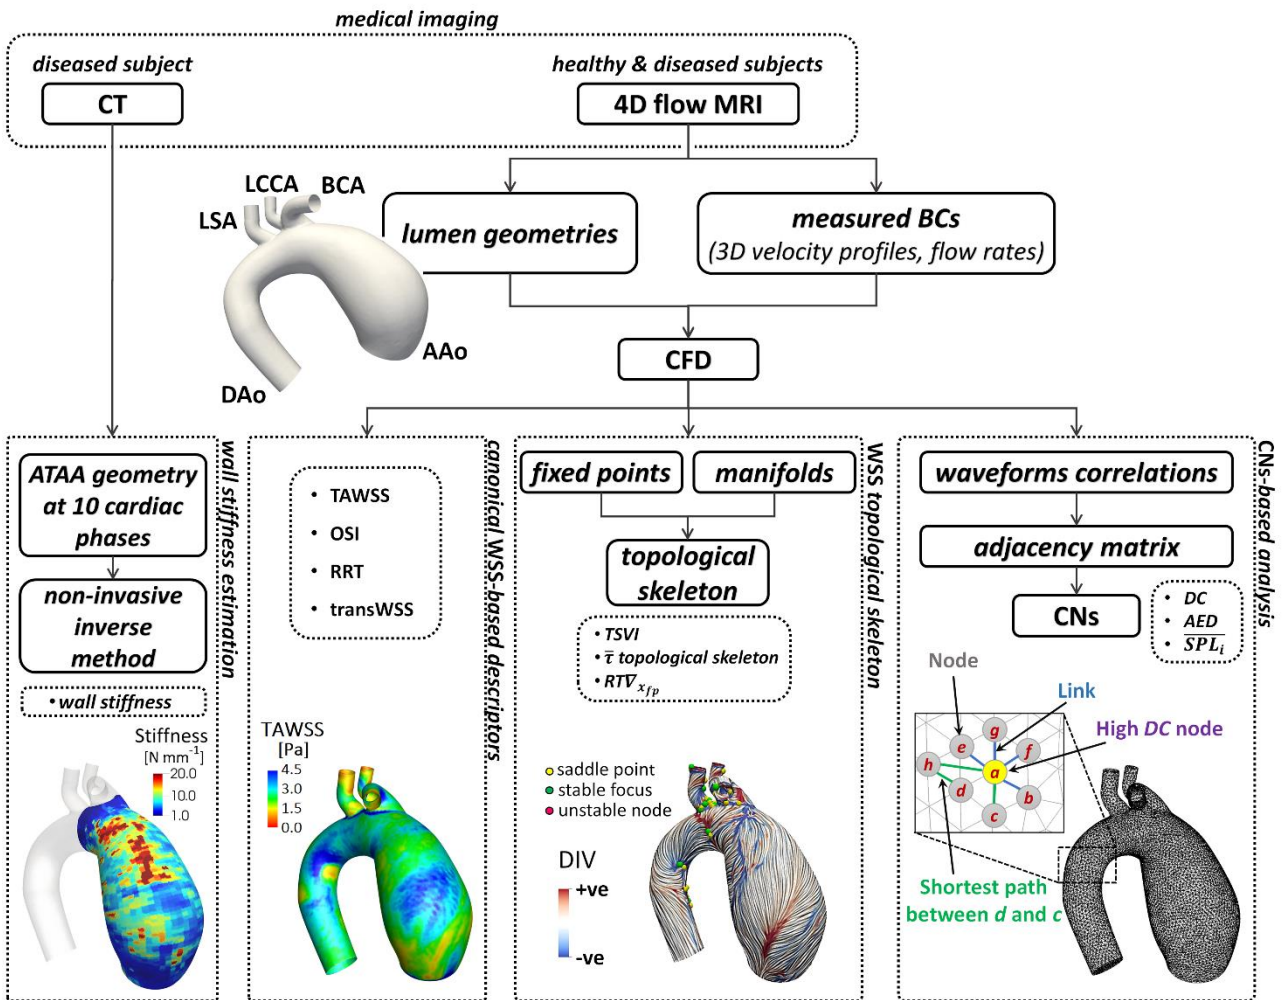 medical imaging
diseased subject
healthy & diseased subjects
CT
4D flow MRI
LCCA
BCA
LSA
lumen geometries
measured BCs
(3D velocity profiles, flow rates)
AAo
DAo
CFD
ATAA geometry
at 10 cardiac
phases
non-invasive
inverse
method
• wall stiffness
wall stiffness estimation
Stiffness
[N mm⁻¹]
20.0
10.0
1.0
• TAWSS
• OSI
• RRT
• transWSS
canonical WSS-based descriptors
TAWSS
[Pa]
4.5
3.0
1.5
0.0
fixed points
manifolds
topological
skeleton
• TSVI
• τ̅ topological skeleton
• RT∇ₓ_fp
WSS topological skeleton
saddle point
stable focus
unstable node
DIV
+ve
-ve
waveforms correlations
adjacency matrix
CNs
• DC
• AED
• S̅P̅L̅ᵢ
CNs-based analysis
Node
Link
High DC node
g
e
f
h
a
d
b
c
Shortest path
between d and c